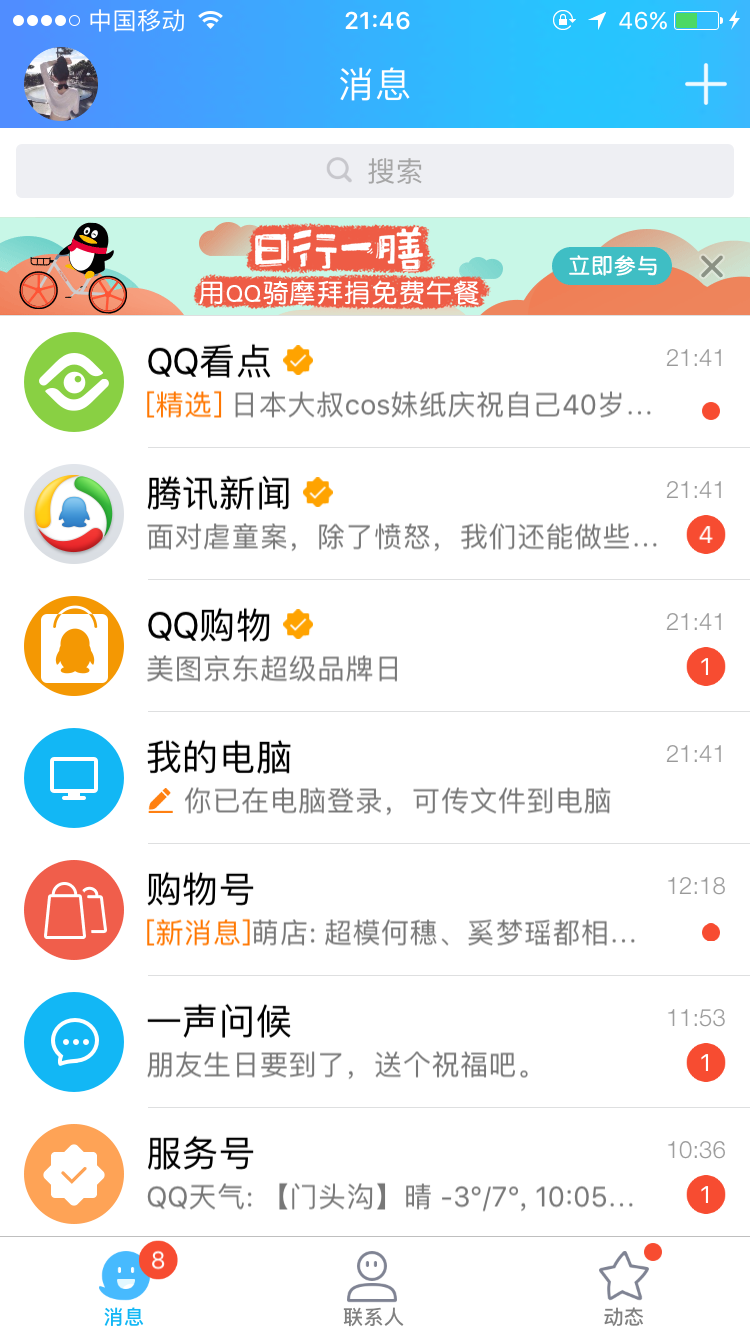 中国移动
21:46
46%
消息
搜索
日行一膳
用QQ骑摩拜捐免费午餐
立即参与
QQ看点
21:41
[精选] 日本大叔cos妹纸庆祝自己40岁...
腾讯新闻
21:41
面对虐童案，除了愤怒，我们还能做些...
4
QQ购物
21:41
美图京东超级品牌日
1
我的电脑
21:41
你已在电脑登录，可传文件到电脑
购物号
12:18
[新消息]萌店: 超模何穗、奚梦瑶都相...
一声问候
11:53
朋友生日要到了，送个祝福吧。
1
服务号
10:36
QQ天气: 【门头沟】晴 -3°/7°, 10:05...
1
8
消息
联系人
动态